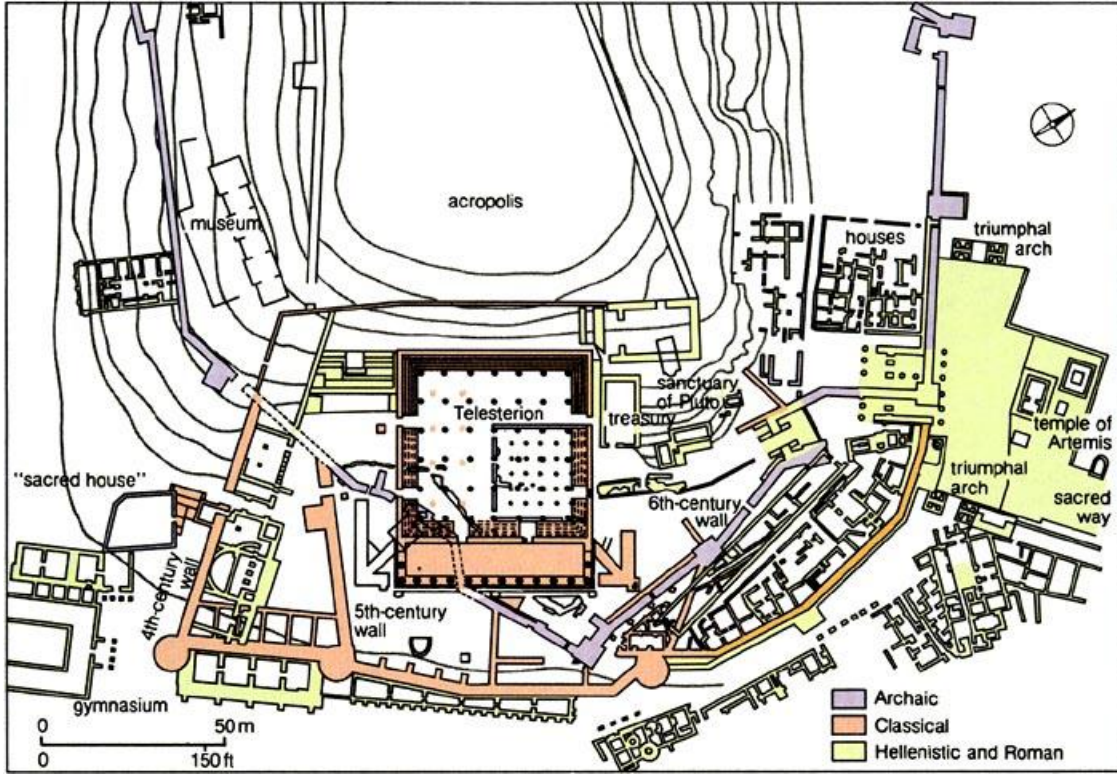 acropolis
museum
houses
triumphal
arch
sanctuary
of Pluto
treasury
Telesterion
temple of
Artemis
triumphal
arch
sacred
way
"sacred house"
6th-century
wall
4th-century
wall
5th-century
wall
gymnasium
0 50 m
0 150 ft
Archaic
Classical
Hellenistic and Roman